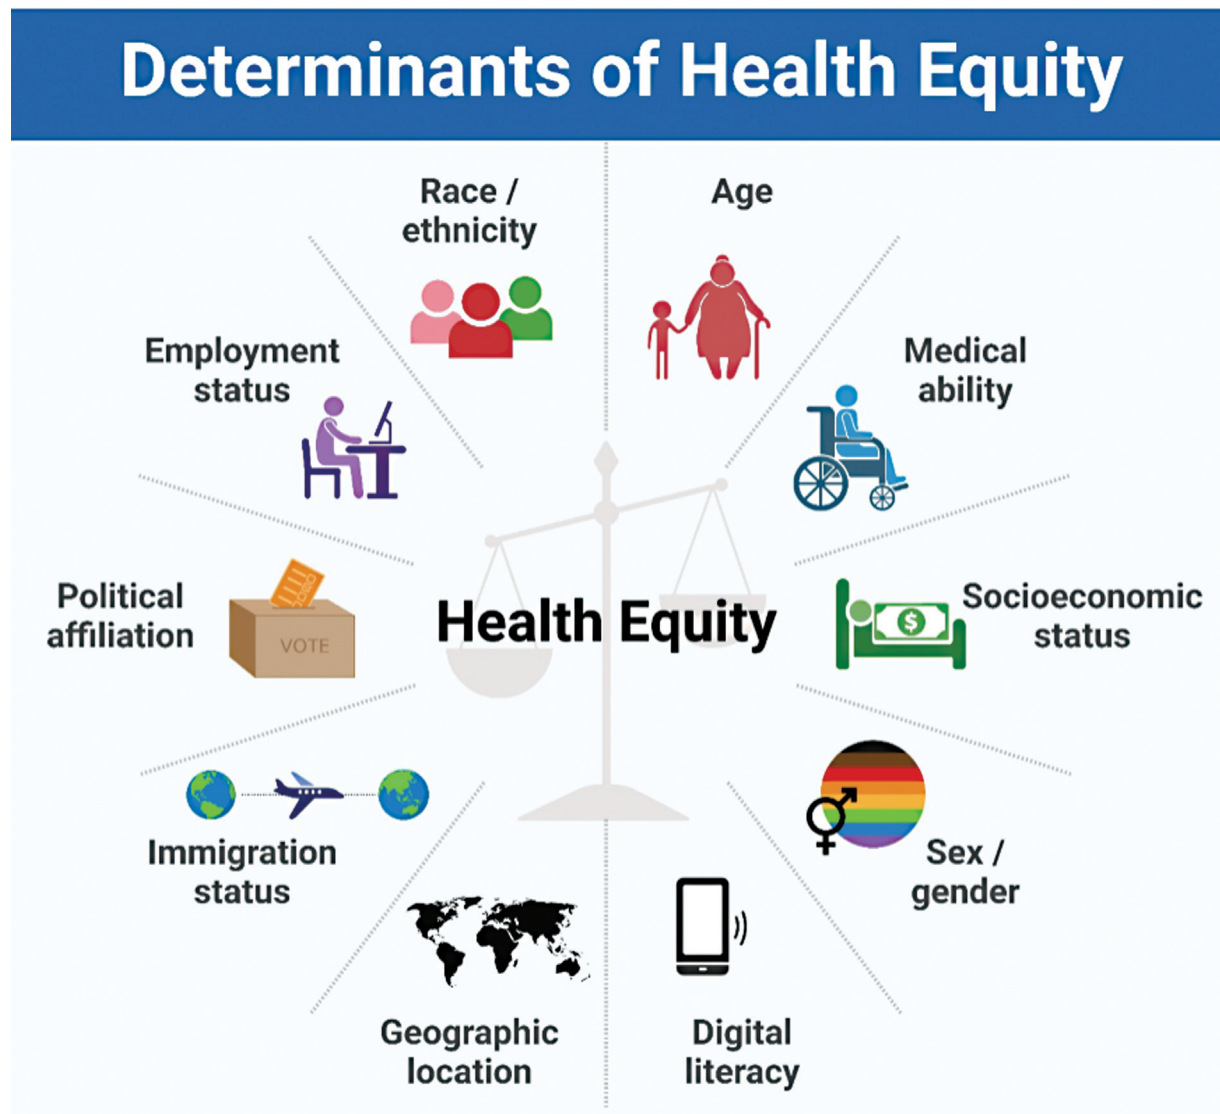 Determinants of Health Equity
Race /
ethnicity
Age
Employment
status
Medical
ability
Political
affiliation
VOTE
Health Equity
$
Socioeconomic
status
Immigration
status
Sex /
gender
Geographic
location
Digital
literacy